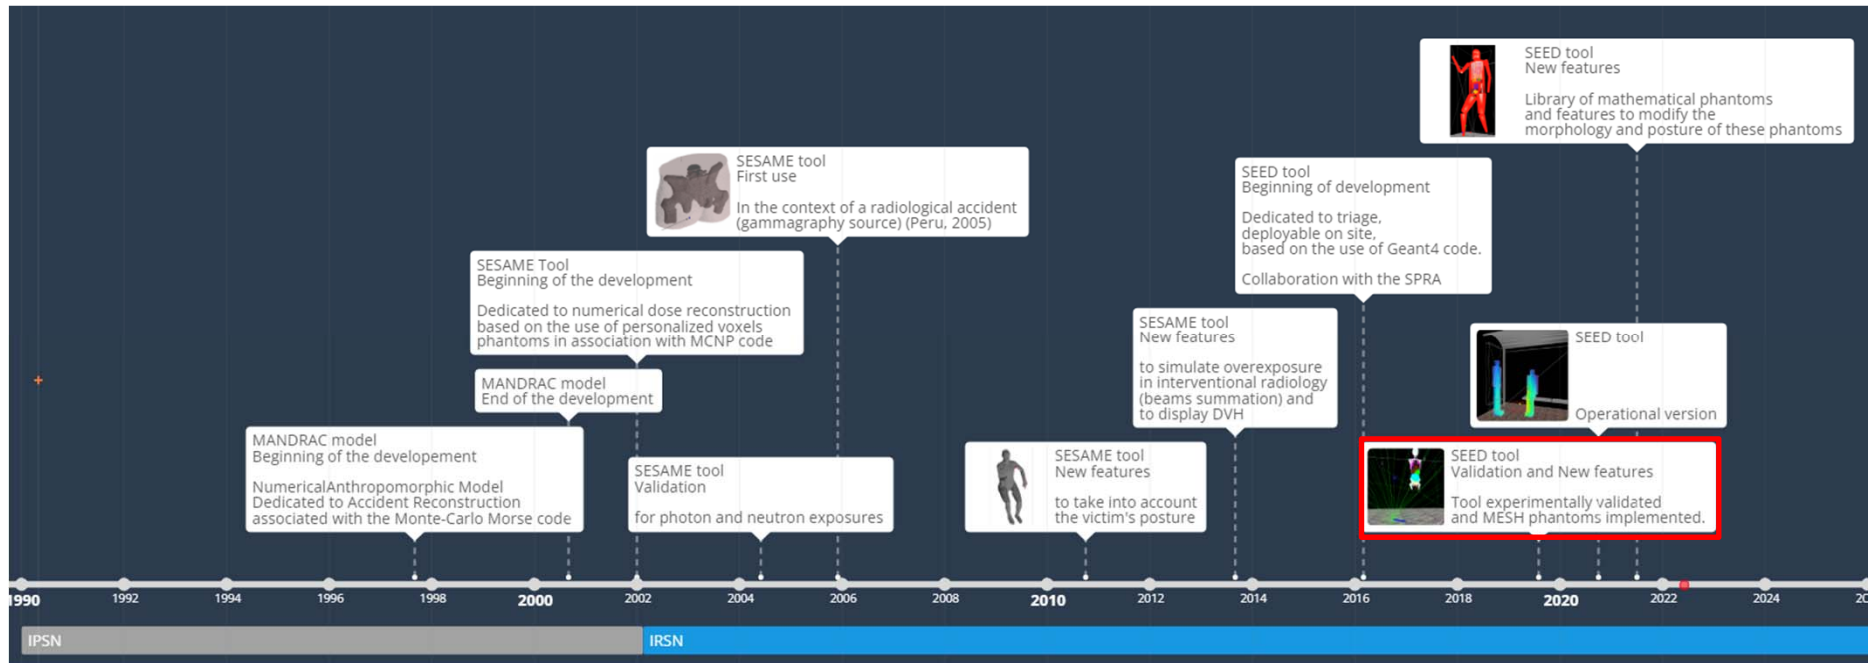 SEED tool
New features
Library of mathematical phantoms
and features to modify the
morphology and posture of these phantoms
SESAME tool
First use
In the context of a radiological accident
(gammagraphy source) (Peru, 2005)
SEED tool
Beginning of development
Dedicated to triage,
deployable on site,
based on the use of Geant4 code.
Collaboration with the SPRA
SESAME Tool
Beginning of the development
Dedicated to numerical dose reconstruction
based on the use of personalized voxels
phantoms in association with MCNP code
SESAME tool
New features
to simulate overexposure
in interventional radiology
(beams summation) and
to display DVH
SEED tool
Operational version
MANDRAC model
End of the development
MANDRAC model
Beginning of the developement
NumericalAnthropomorphic Model
Dedicated to Accident Reconstruction
associated with the Monte-Carlo Morse code
SESAME tool
Validation
for photon and neutron exposures
SESAME tool
New features
to take into account
the victim's posture
SEED tool
Validation and New features
Tool experimentally validated
and MESH phantoms implemented.
1990 1992 1994 1996 1998 2000 2002 2004 2006 2008 2010 2012 2014 2016 2018 2020 2022 2024
IPSN IRSN